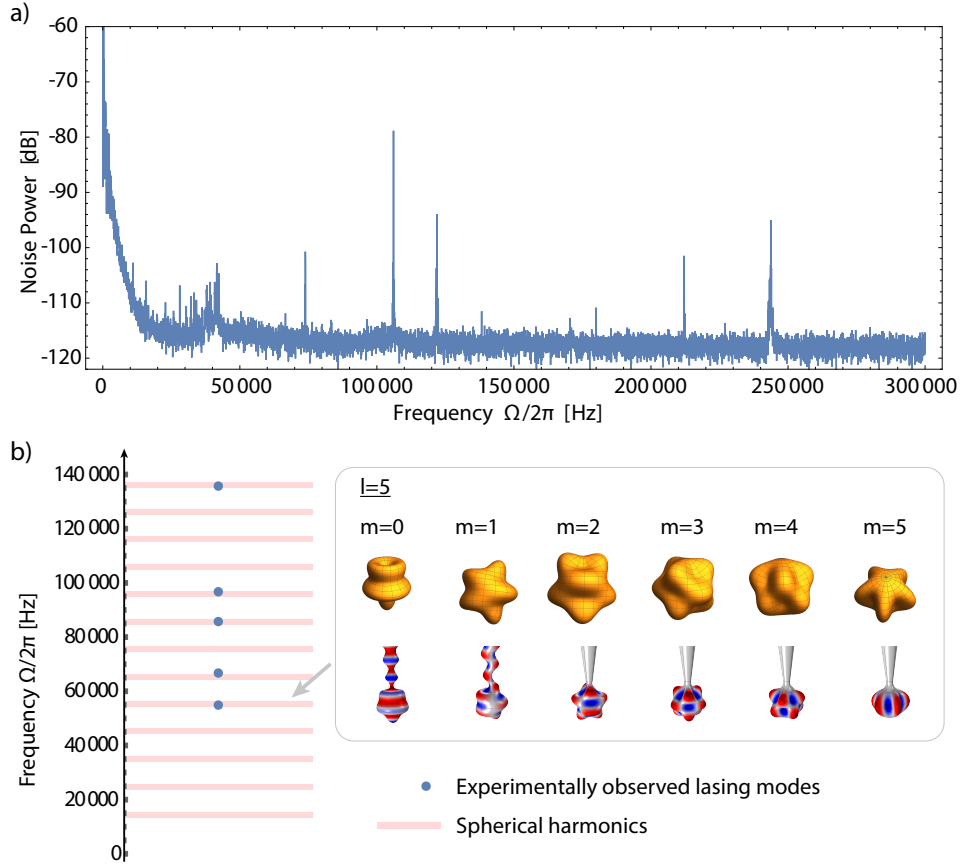 a)
-60
-70
-80
-90
-100
-110
-120
Noise Power [dB]
0
50 000
100 000
150 000
200 000
250 000
300 000
Frequency Ω/2π [Hz]
b)
140 000
120 000
100 000
80 000
60 000
40 000
20 000
0
Frequency Ω/2π [Hz]
l=5
m=0 m=1 m=2 m=3 m=4 m=5
Experimentally observed lasing modes
Spherical harmonics